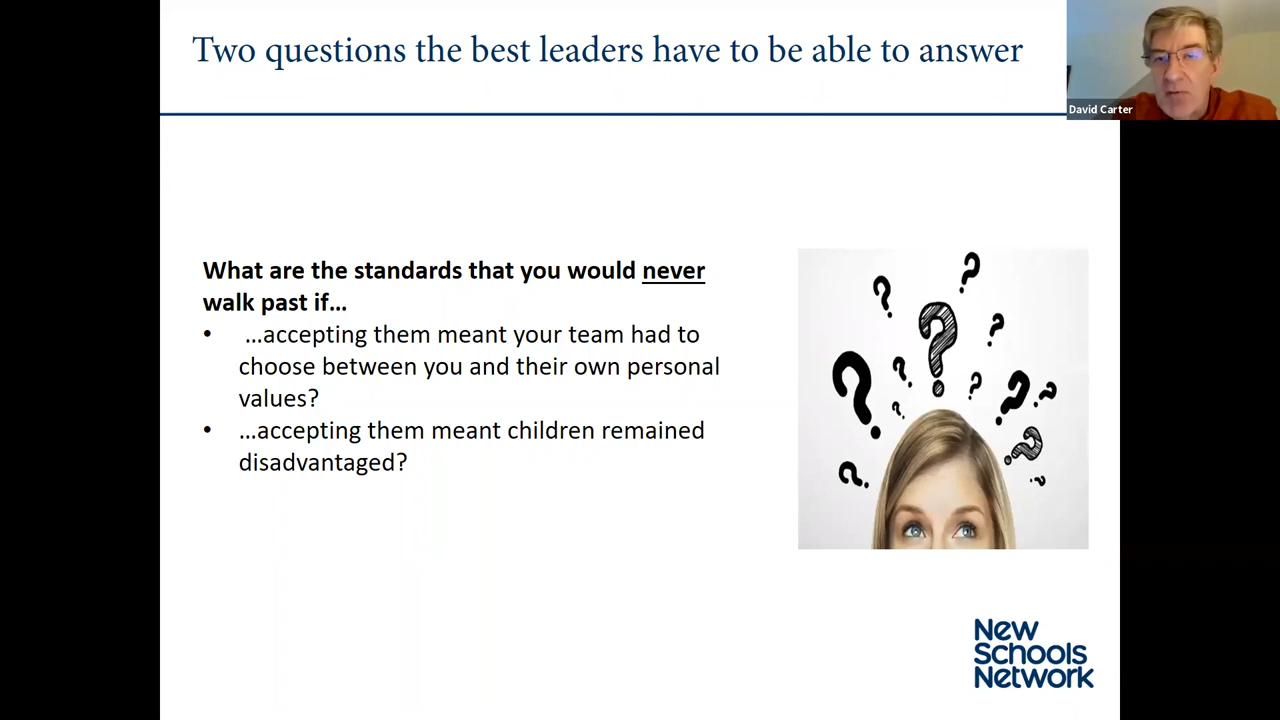 Two questions the best leaders have to be able to answer
David Carter
What are the standards that you would never
walk past if...
• ...accepting them meant your team had to
choose between you and their own personal
values?
• ...accepting them meant children remained
disadvantaged?
? ? ? ? ? ? ? ? ? ? ? ? ?
New
Schools
Network